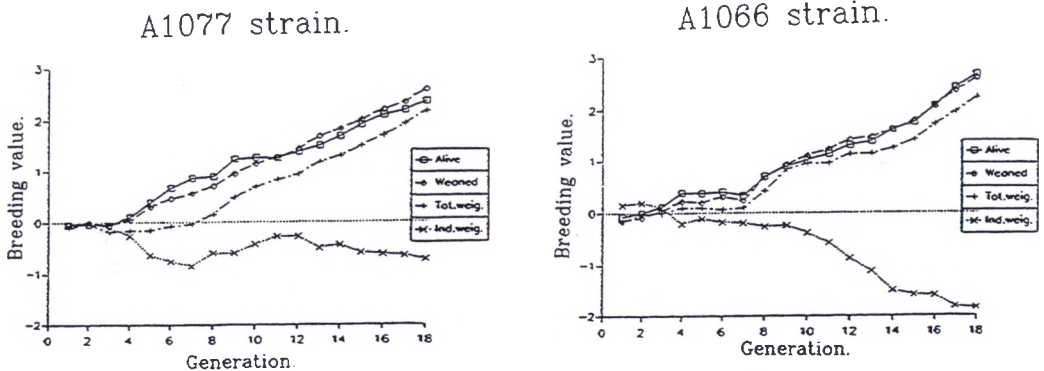 A1077 strain.
3
2
1
0
-1
-2
Breeding value.
0 2 4 6 8 10 12 14 16 18
Generation.
Alive
Weaned
Tot.weig.
Ind.weig.
A1066 strain.
3
2
1
0
-1
-2
Breeding value.
0 2 4 6 8 10 12 14 16 18
Generation.
Alive
Weaned
Tot.weig.
Ind.weig.